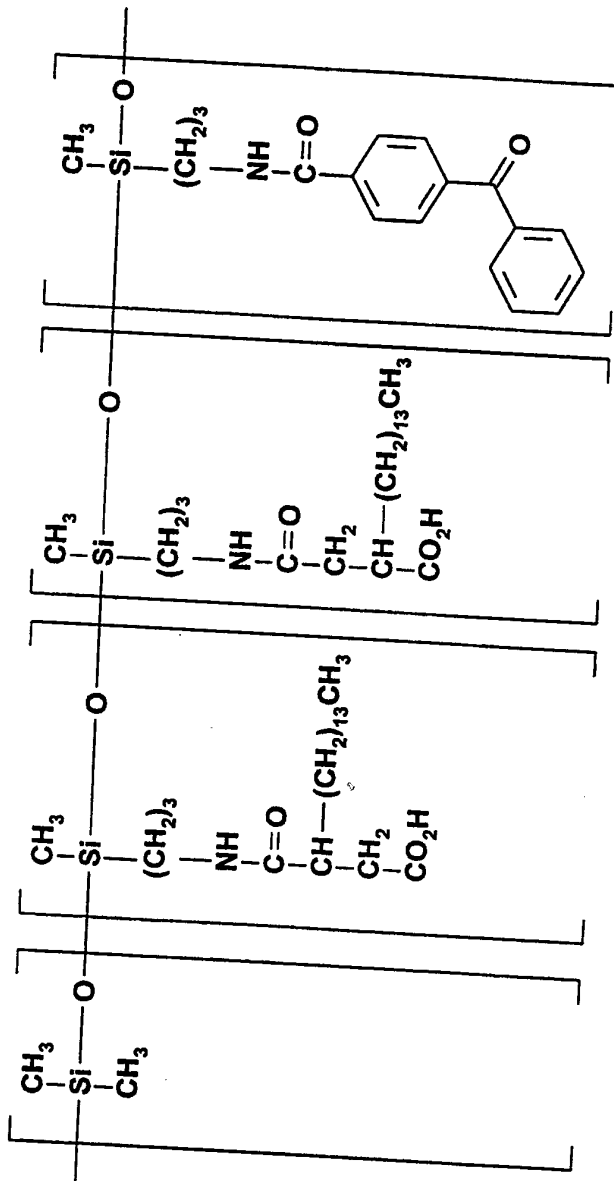 CH₃
Si–O
CH₃
CH₃
Si–O
(CH₂)₃
NH
C=O
CH–(CH₂)₁₃CH₃
CH₂
CO₂H
CH₃
Si–O
(CH₂)₃
NH
C=O
CH₂
CH–(CH₂)₁₃CH₃
CO₂H
CH₃
Si–O
(CH₂)₃
NH
C=O
O